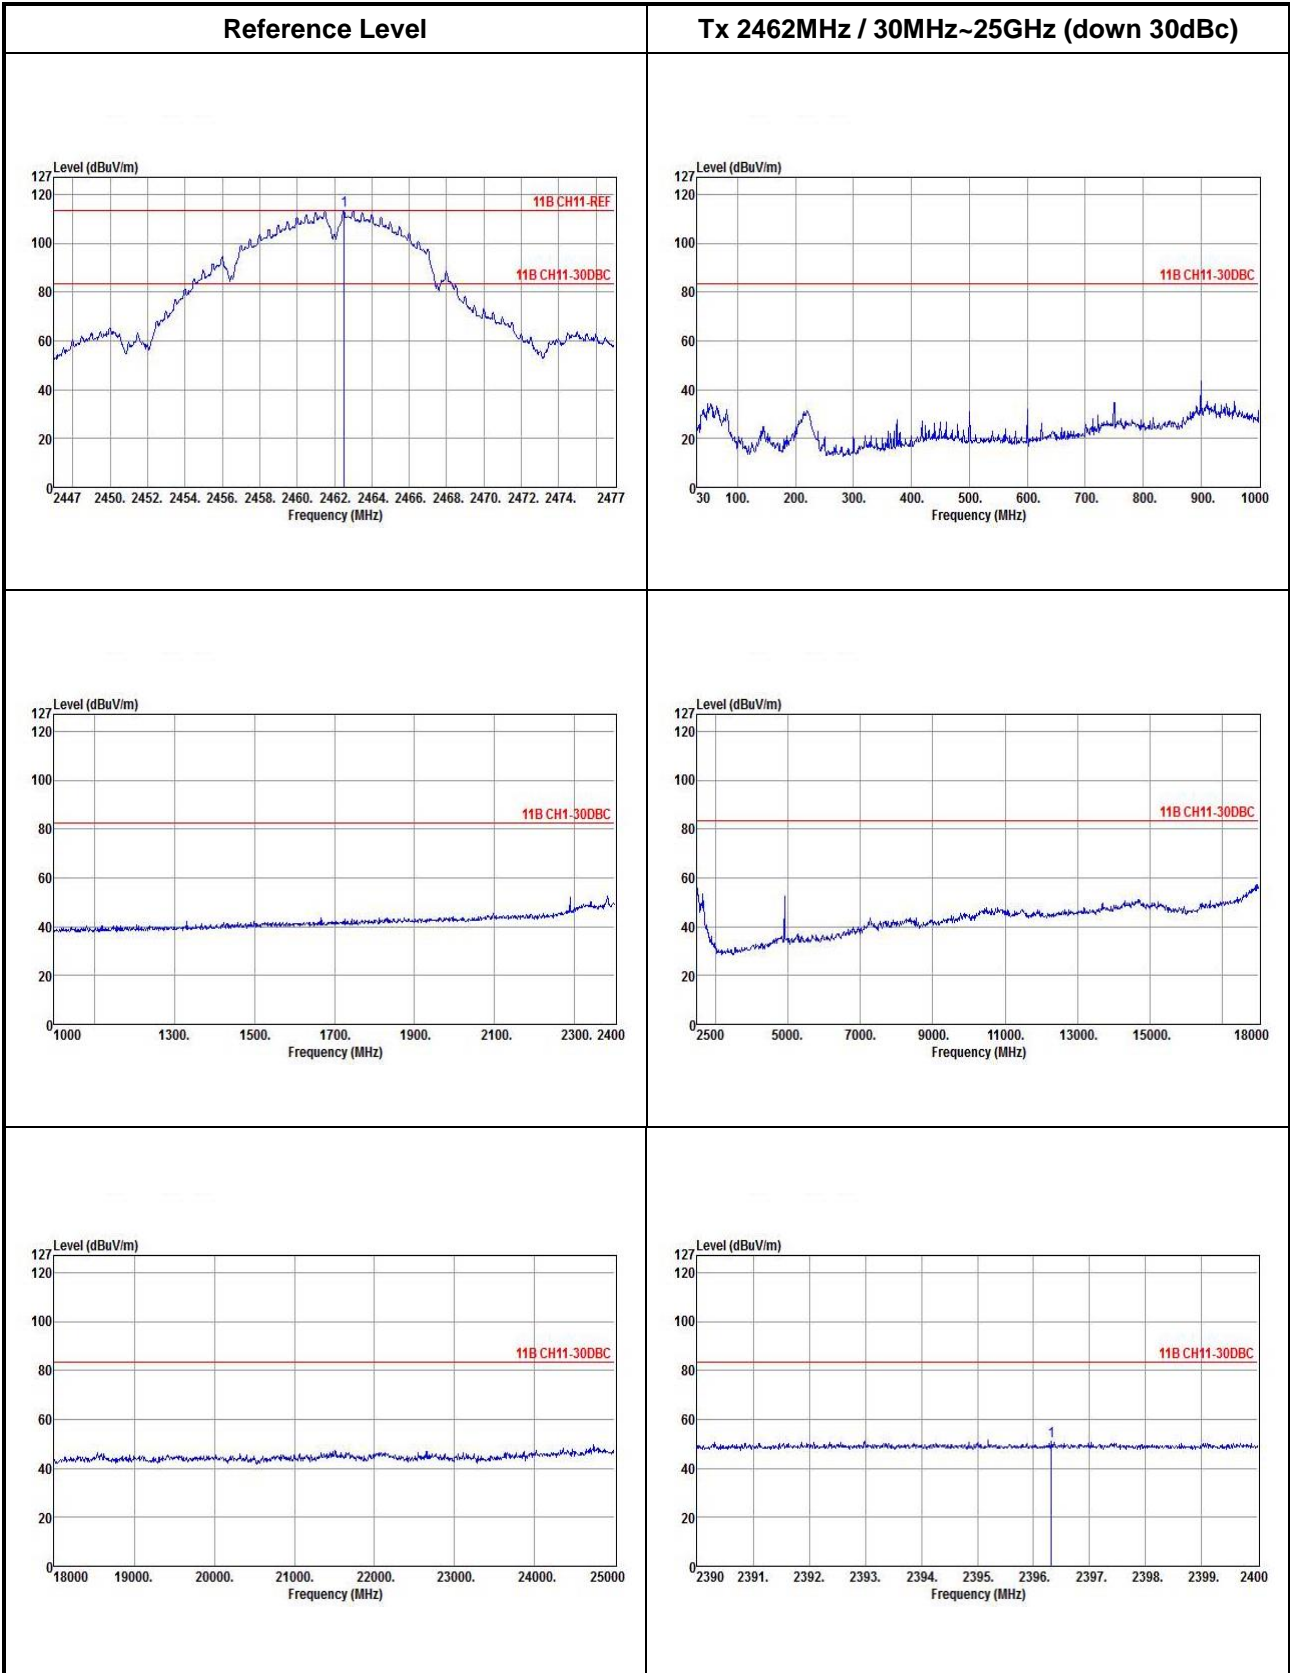 Reference Level
Tx 2462MHz / 30MHz~25GHz (down 30dBc)
Level (dBuV/m)
127
120
11B CH11-REF
1
100
11B CH11-30DBC
80
60
40
20
0
2447 2450. 2452. 2454. 2456. 2458. 2460. 2462. 2464. 2466. 2468. 2470. 2472. 2474. 2477
Frequency (MHz)
Level (dBuV/m)
127
120
100
11B CH11-30DBC
80
60
40
20
0
30 100. 200. 300. 400. 500. 600. 700. 800. 900. 1000
Frequency (MHz)
Level (dBuV/m)
127
120
100
11B CH1-30DBC
80
60
40
20
0
1000 1300. 1500. 1700. 1900. 2100. 2300. 2400
Frequency (MHz)
Level (dBuV/m)
127
120
100
11B CH11-30DBC
80
60
40
20
0
2500 5000. 7000. 9000. 11000. 13000. 15000. 18000
Frequency (MHz)
Level (dBuV/m)
127
120
100
11B CH11-30DBC
80
60
40
20
0
18000 19000. 20000. 21000. 22000. 23000. 24000. 25000
Frequency (MHz)
Level (dBuV/m)
127
120
100
11B CH11-30DBC
80
60
1
40
20
0
2390 2391. 2392. 2393. 2394. 2395. 2396. 2397. 2398. 2399. 2400
Frequency (MHz)